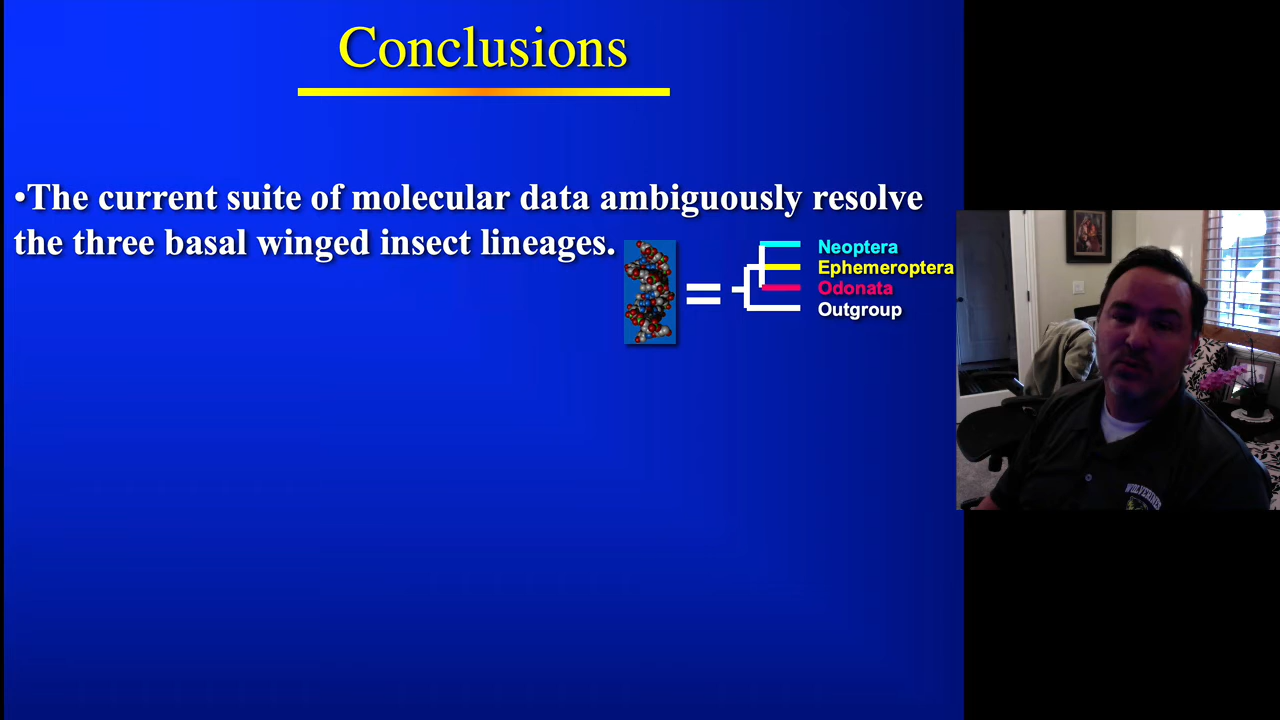 Conclusions
•The current suite of molecular data ambiguously resolve
the three basal winged insect lineages.
=
Neoptera
Ephemeroptera
Odonata
Outgroup
WOLVERINES